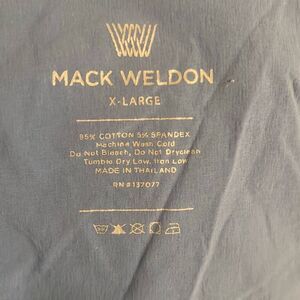 MACK WELDON
X-LARGE
95% COTTON 5% SPANDEX
Machine Wash Cold
Do Not Bleach, Do Not Dryclean
Tumble Dry Low, Iron Low
MADE IN THAILAND
RN #137077